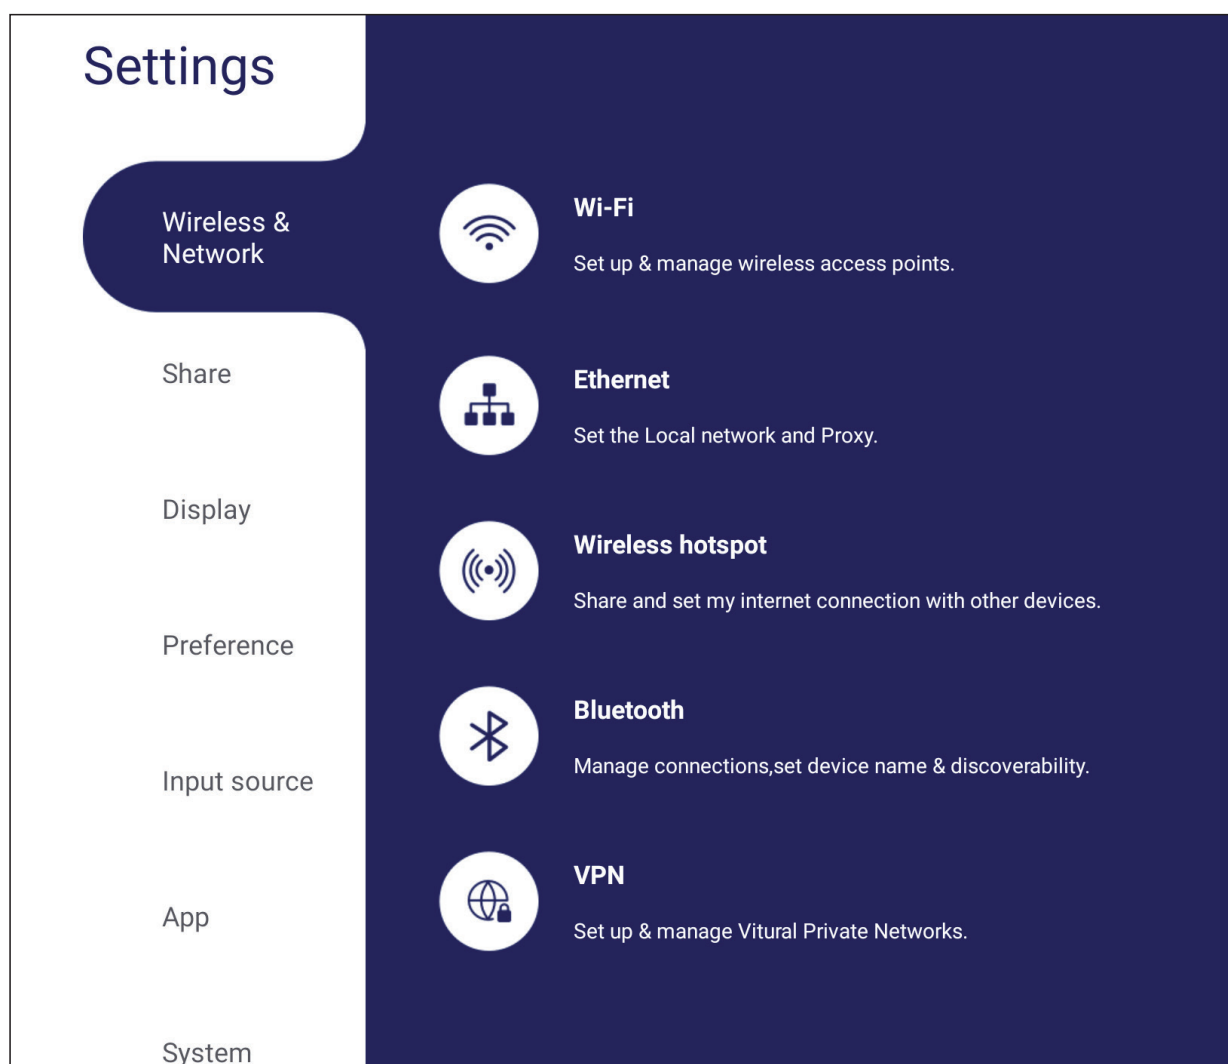 Settings
Wireless &
Network
Share
Display
Preference
Input source
App
System
Wi-Fi
Set up & manage wireless access points.
Ethernet
Set the Local network and Proxy.
Wireless hotspot
Share and set my internet connection with other devices.
Bluetooth
Manage connections,set device name & discoverability.
VPN
Set up & manage Vitural Private Networks.